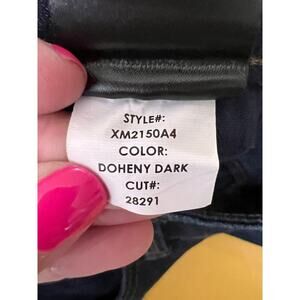 STYLE#:
XM2150A4
COLOR:
DOHENY DARK
CUT#:
28291